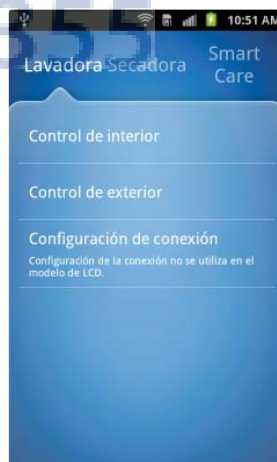 10:51 AM
Lavadora Secadora Smart Care
Control de interior
Control de exterior
Configuración de conexión
Configuración de la conexión no se utiliza en el
modelo de LCD.